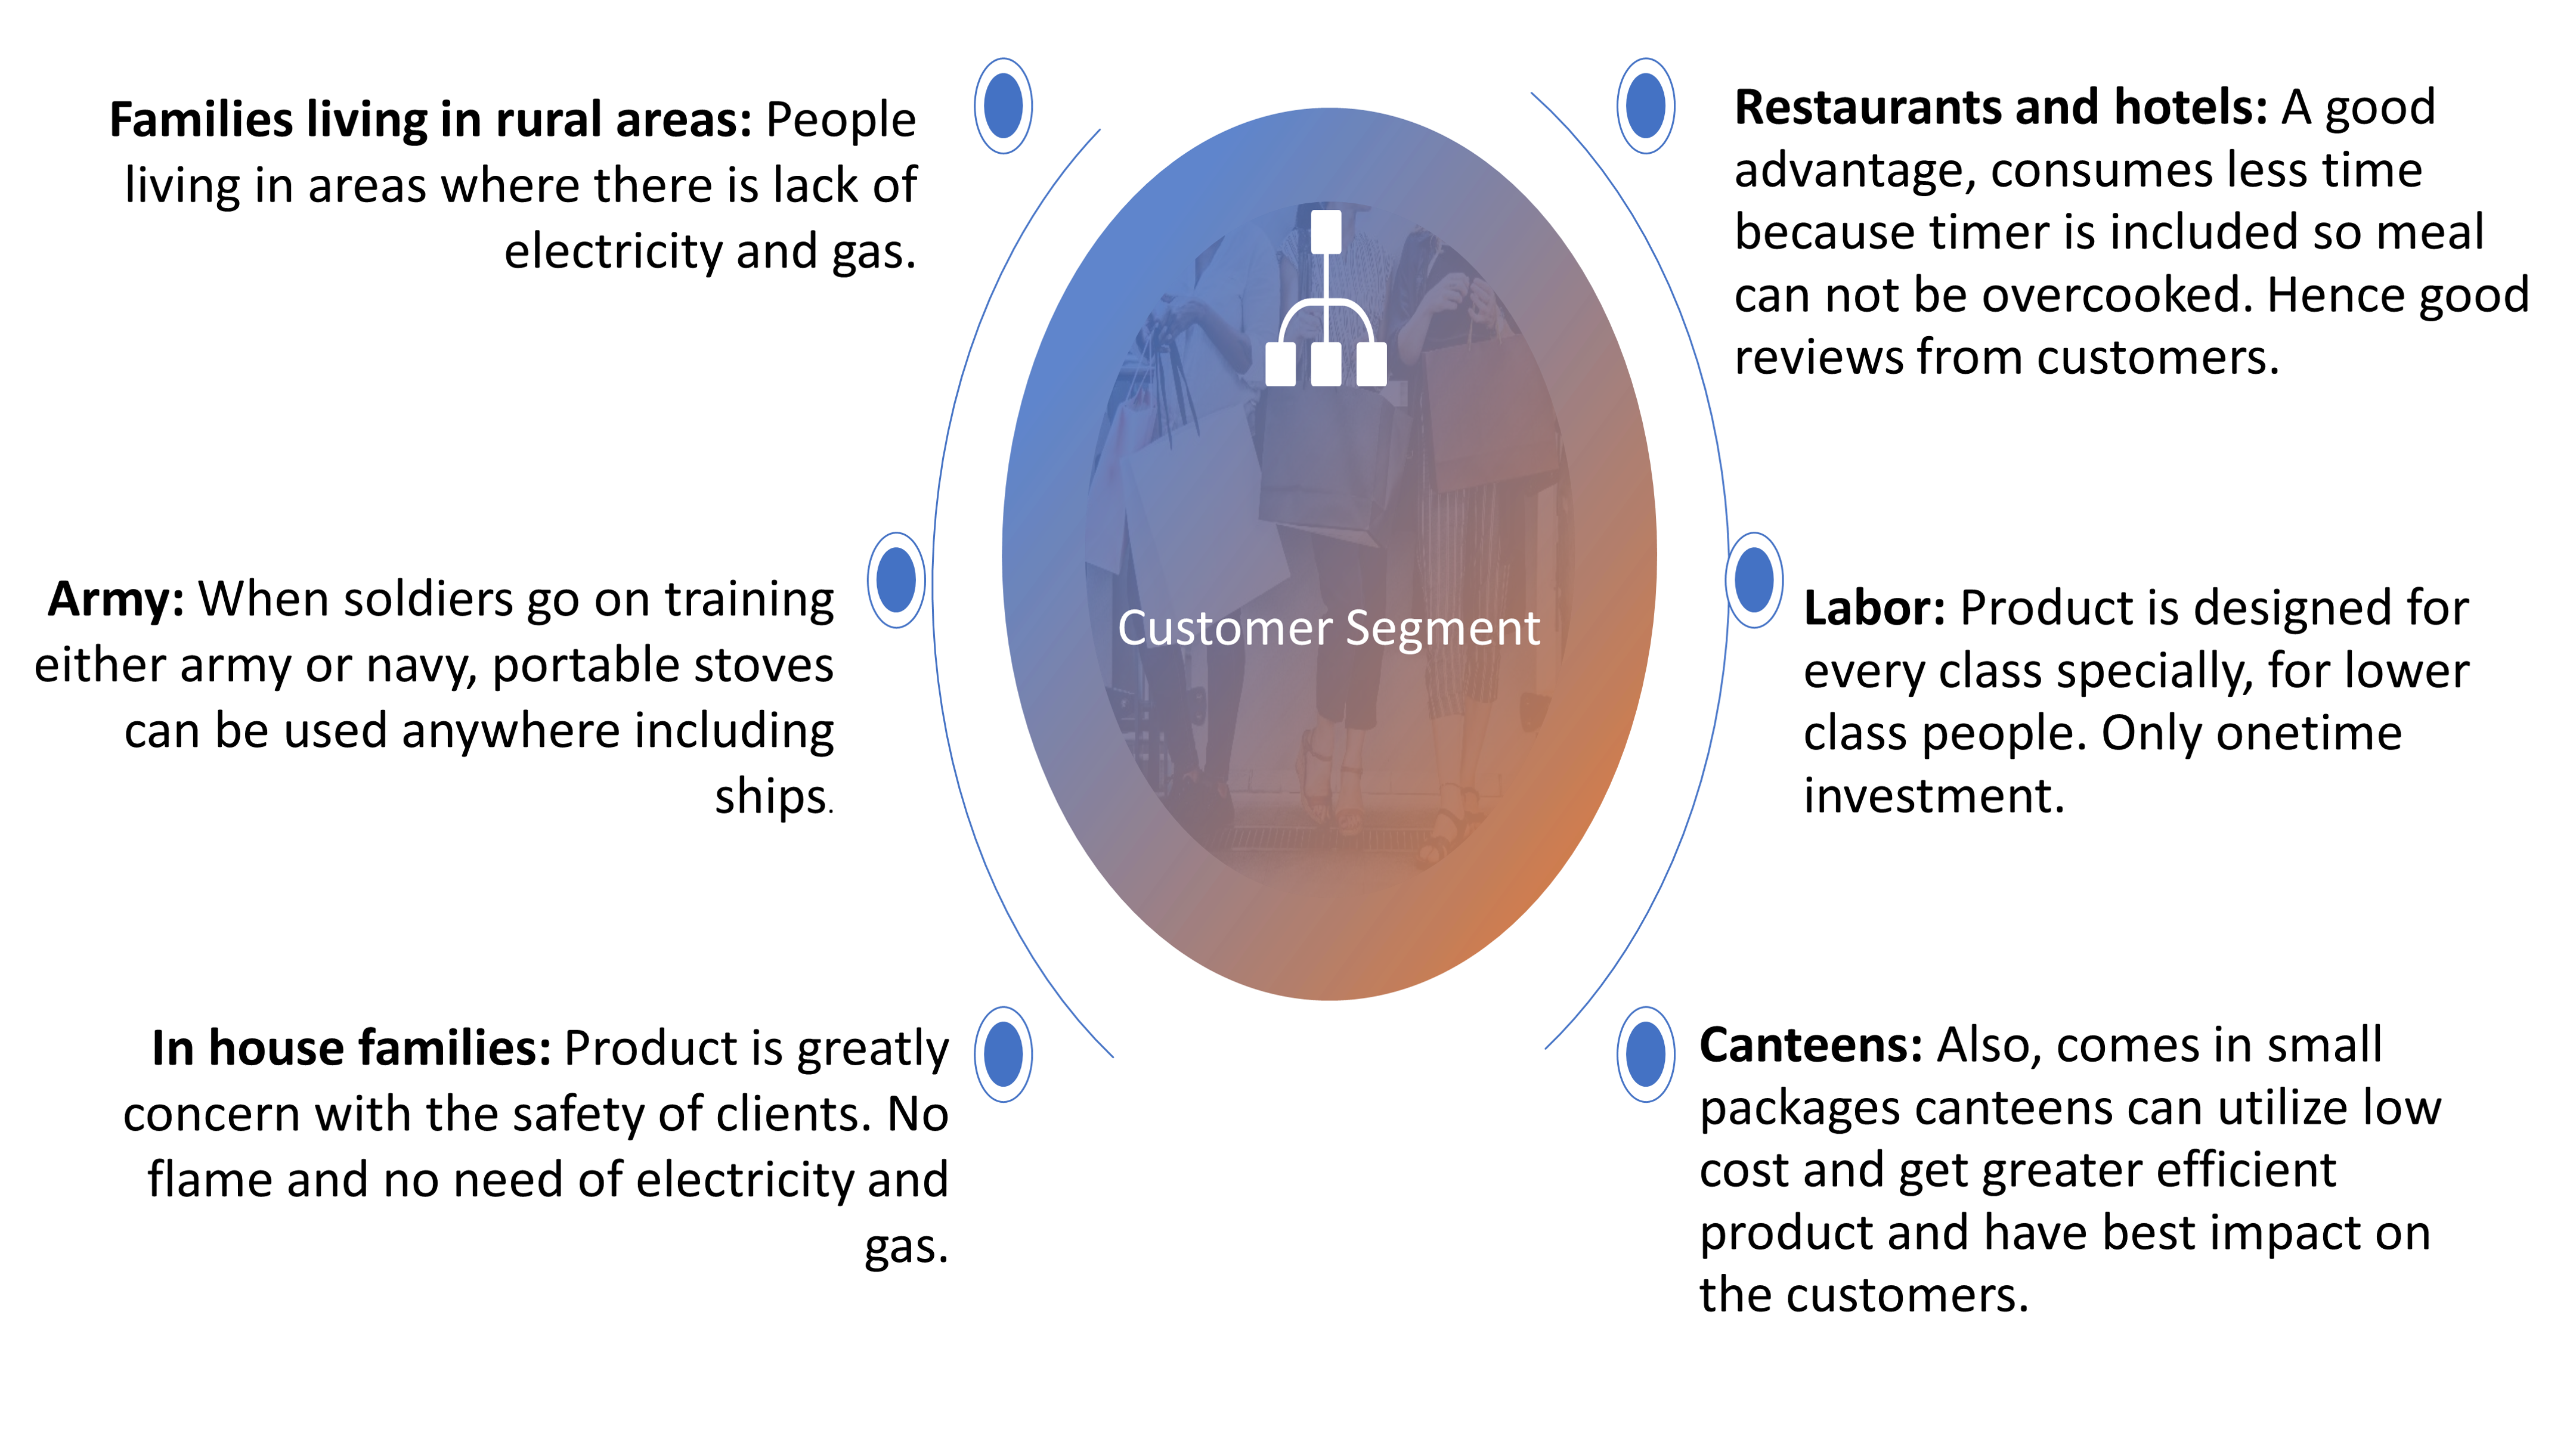 Families living in rural areas: People
living in areas where there is lack of
electricity and gas.
Army: When soldiers go on training
either army or navy, portable stoves
can be used anywhere including
ships.
In house families: Product is greatly
concern with the safety of clients. No
flame and no need of electricity and
gas.
Customer Segment
Restaurants and hotels: A good
advantage, consumes less time
because timer is included so meal
can not be overcooked. Hence good
reviews from customers.
Labor: Product is designed for
every class specially, for lower
class people. Only onetime
investment.
Canteens: Also, comes in small
packages canteens can utilize low
cost and get greater efficient
product and have best impact on
the customers.